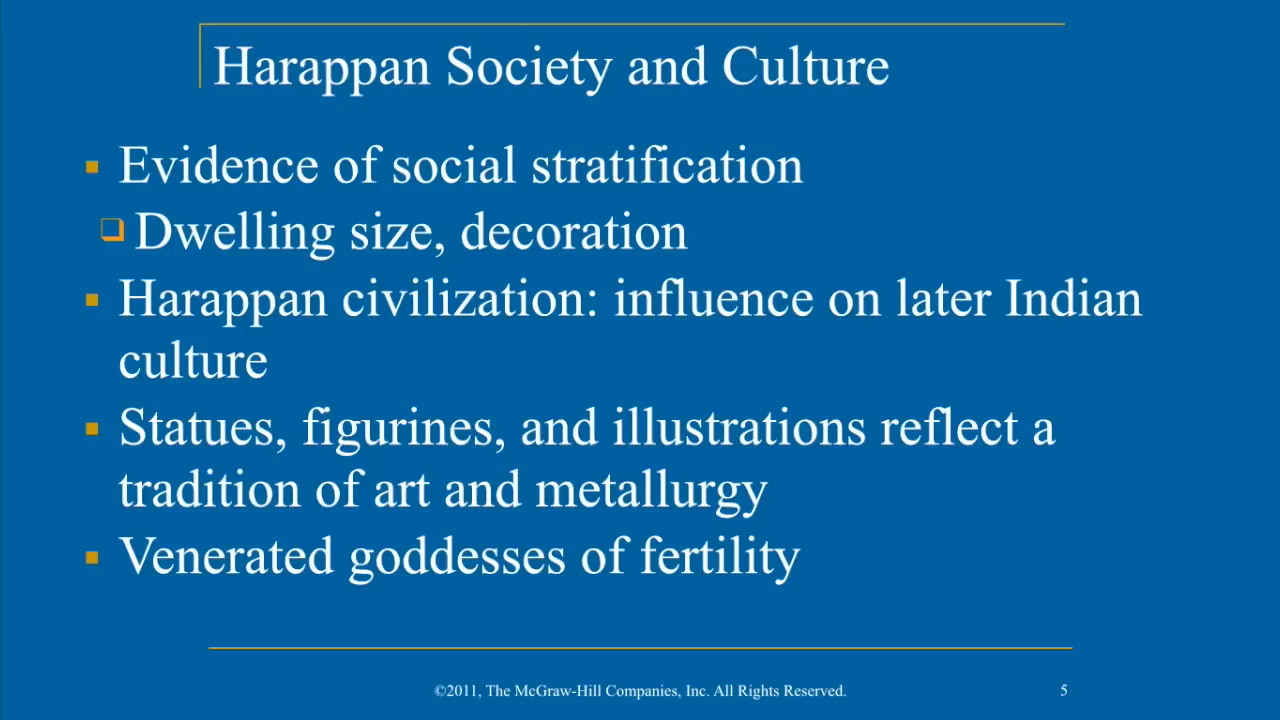 Harappan Society and Culture
Evidence of social stratification
Dwelling size, decoration
Harappan civilization: influence on later Indian
culture
Statues, figurines, and illustrations reflect a
tradition of art and metallurgy
Venerated goddesses of fertility
©2011, The McGraw-Hill Companies, Inc. All Rights Reserved.
5